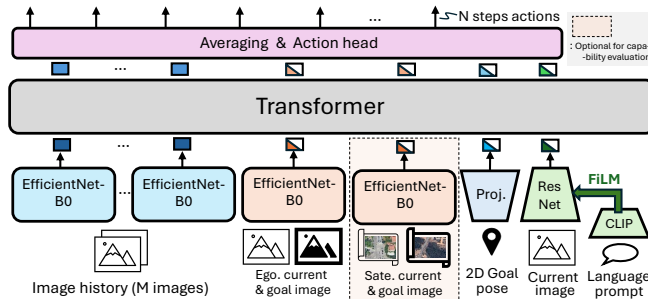 N steps actions
Averaging & Action head
: Optional for capa-
-bility evaluation
...
...
Transformer
...
EfficientNet-
B0
...
EfficientNet-
B0
EfficientNet-
B0
EfficientNet-
B0
Proj.
Res
Net
FiLM
CLIP
Image history (M images)
Ego. current
& goal image
Sate. current
& goal image
2D Goal
pose
Current
image
Language
prompt